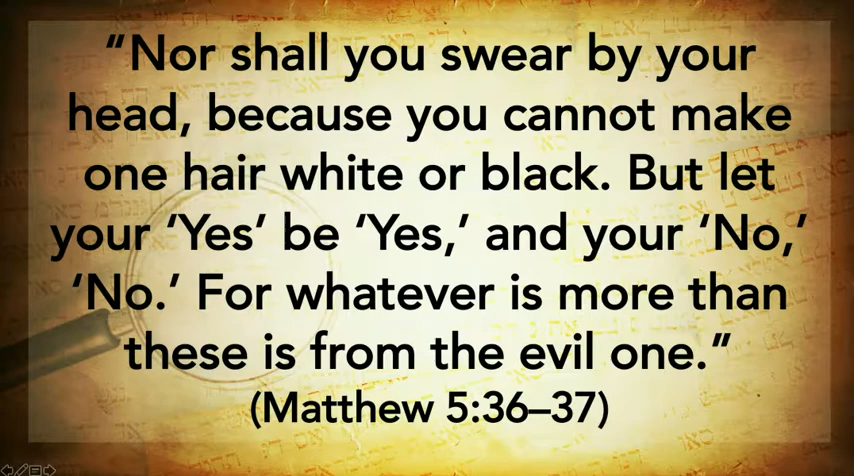 “Nor shall you swear by your
head, because you cannot make
one hair white or black. But let
your ‘Yes’ be ‘Yes,’ and your ‘No,’
‘No.’ For whatever is more than
these is from the evil one.”
(Matthew 5:36–37)